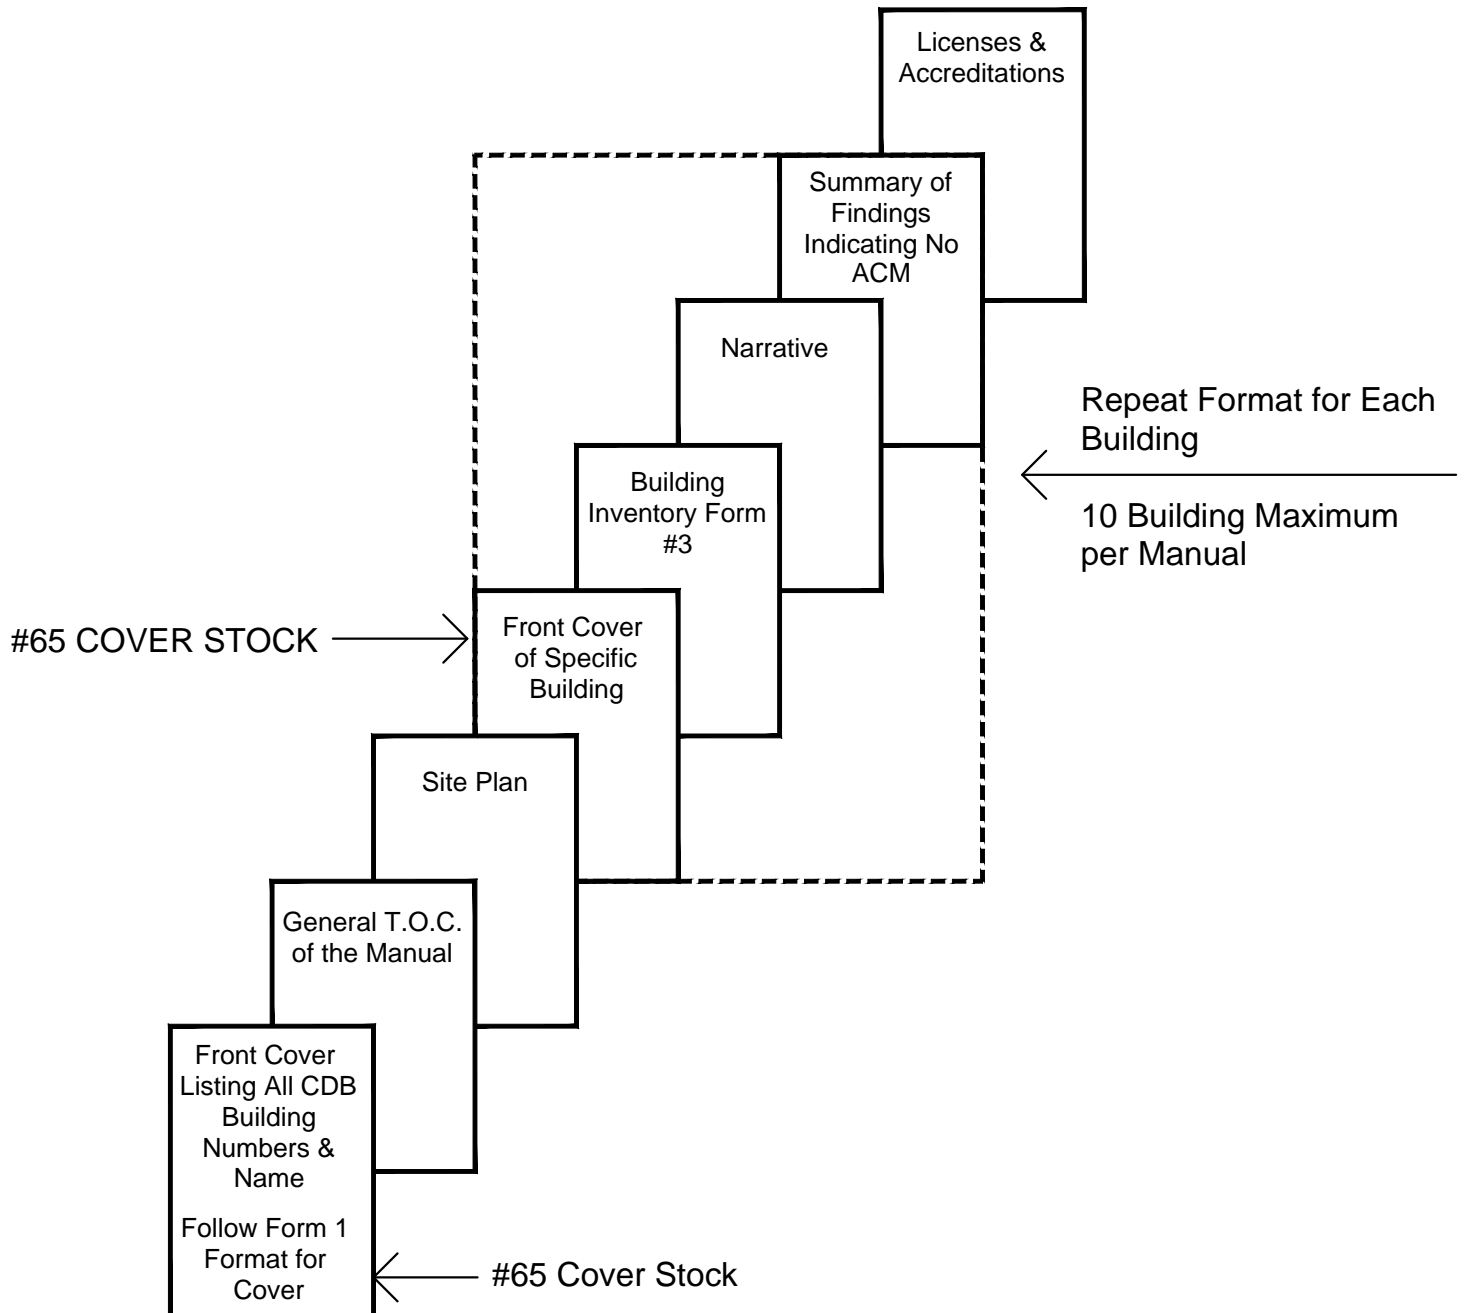 Licenses &
Accreditations
Summary of
Findings
Indicating No
ACM
Narrative
Repeat Format for Each
Building
10 Building Maximum
per Manual
Building
Inventory Form
#3
#65 COVER STOCK
Front Cover
of Specific
Building
Site Plan
General T.O.C.
of the Manual
Front Cover
Listing All CDB
Building
Numbers &
Name
Follow Form 1
Format for
Cover
#65 Cover Stock